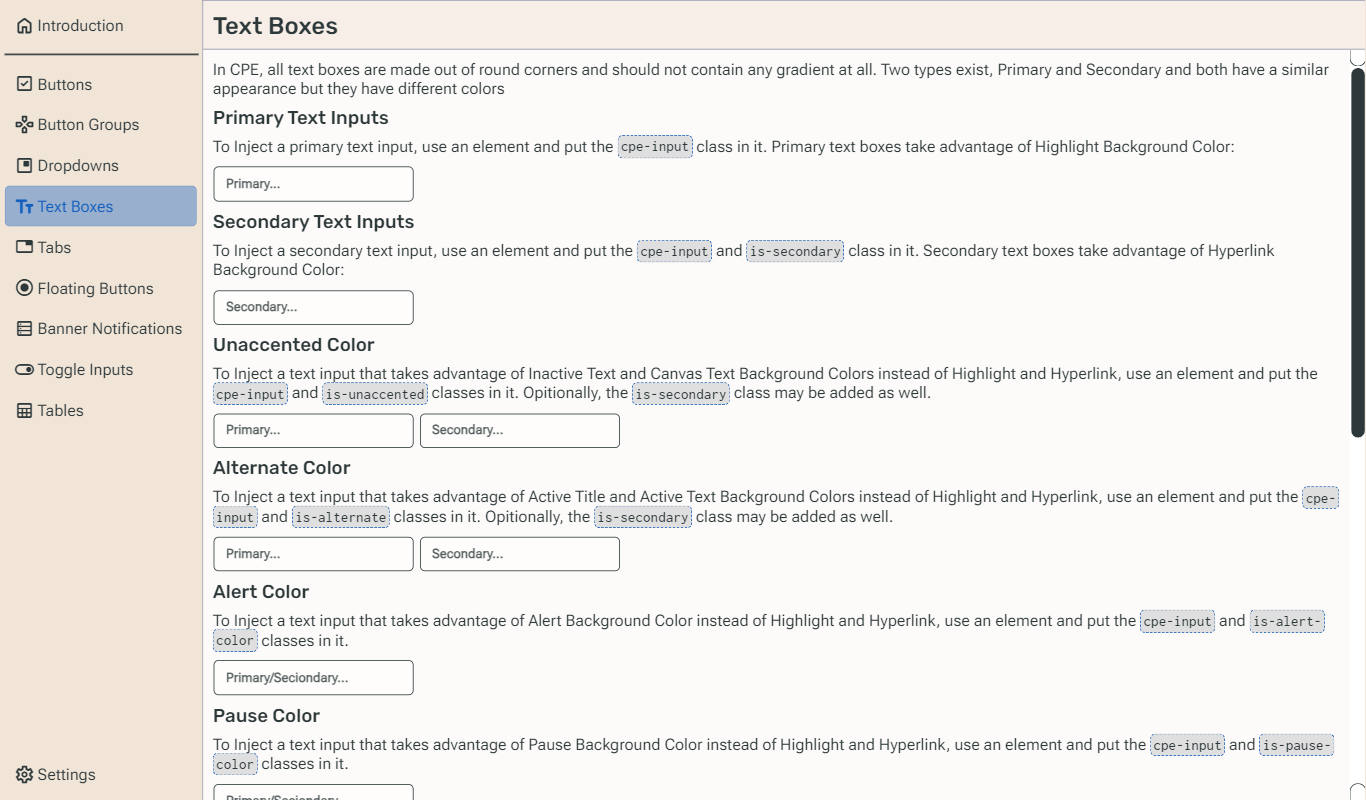 Introduction
Buttons
Button Groups
Dropdowns
Text Boxes
Tabs
Floating Buttons
Banner Notifications
Toggle Inputs
Tables
Settings
Text Boxes
In CPE, all text boxes are made out of round corners and should not contain any gradient at all. Two types exist, Primary and Secondary and both have a similar
appearance but they have different colors
Primary Text Inputs
To Inject a primary text input, use an element and put the cpe-input class in it. Primary text boxes take advantage of Highlight Background Color:
Primary...
Secondary Text Inputs
To Inject a secondary text input, use an element and put the cpe-input and is-secondary class in it. Secondary text boxes take advantage of Hyperlink
Background Color:
Secondary...
Unaccented Color
To Inject a text input that takes advantage of Inactive Text and Canvas Text Background Colors instead of Highlight and Hyperlink, use an element and put the
cpe-input and is-unaccented classes in it. Opitionally, the is-secondary class may be added as well.
Primary... Secondary...
Alternate Color
To Inject a text input that takes advantage of Active Title and Active Text Background Colors instead of Highlight and Hyperlink, use an element and put the cpe-
input and is-alternate classes in it. Opitionally, the is-secondary class may be added as well.
Primary... Secondary...
Alert Color
To Inject a text input that takes advantage of Alert Background Color instead of Highlight and Hyperlink, use an element and put the cpe-input and is-alert-
color classes in it.
Primary/Seciondary...
Pause Color
To Inject a text input that takes advantage of Pause Background Color instead of Highlight and Hyperlink, use an element and put the cpe-input and is-pause-
color classes in it.
Primary/Seciondary...